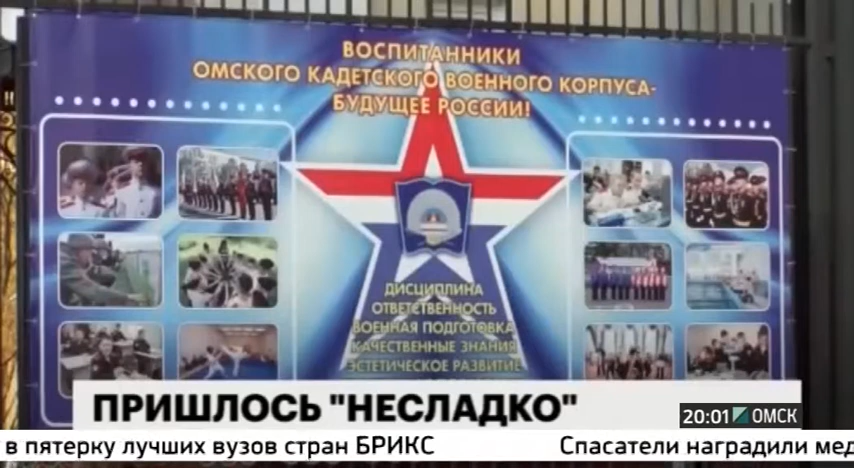 ВОСПИТАННИКИ
ОМСКОГО КАДЕТСКОГО ВОЕННОГО КОРПУСА-
БУДУЩЕЕ РОССИИ!
ДИСЦИПЛИНА
ОТВЕТСТВЕННОСТЬ
ВОЕННАЯ ПОДГОТОВКА
КАЧЕСТВЕННЫЕ ЗНАНИЯ
ЭСТЕТИЧЕСКОЕ РАЗВИТИЕ
ПРИШЛОСЬ "НЕСЛАДКО"
20:01 ОМСК
в пятерку лучших вузов стран БРИКС Спасатели наградили мед